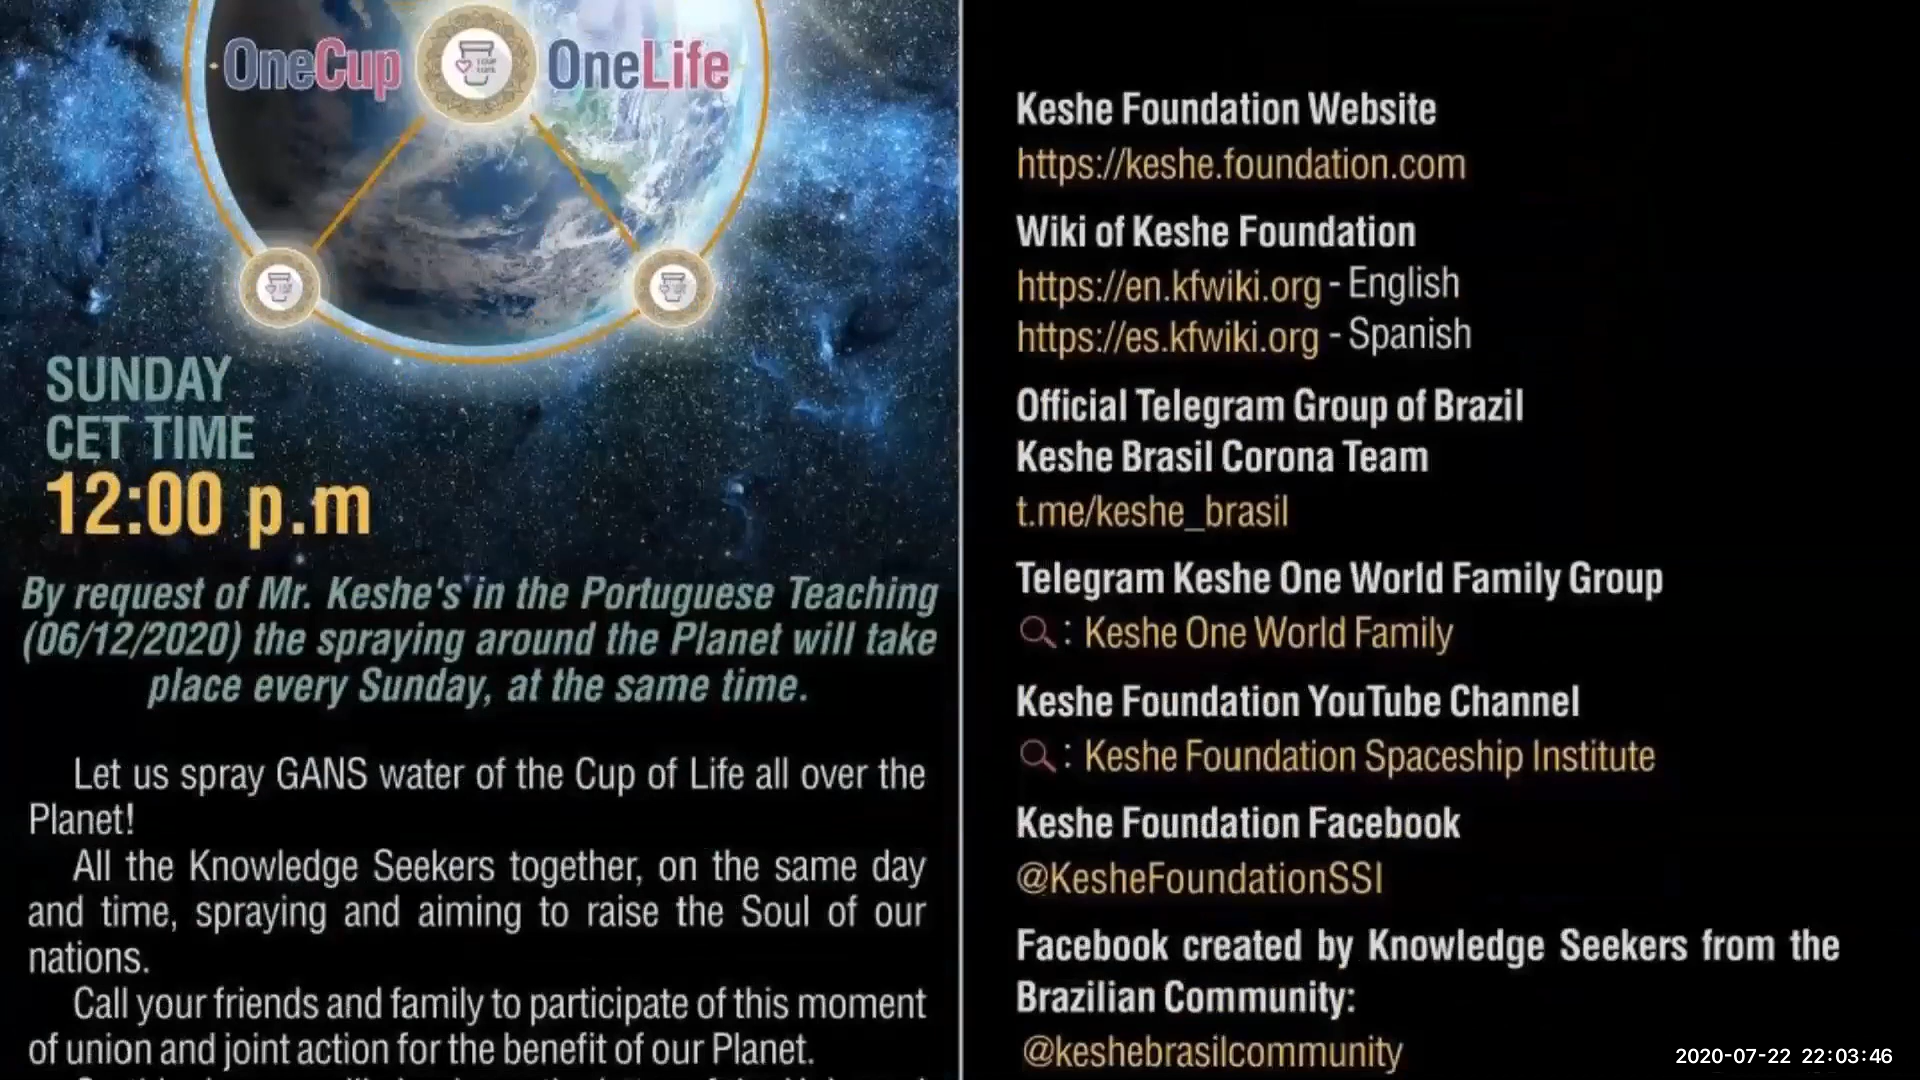 OneCup OneLife
SUNDAY
CET TIME
12:00 p.m
By request of Mr. Keshe's in the Portuguese Teaching
(06/12/2020) the spraying around the Planet will take
place every Sunday, at the same time.
Let us spray GANS water of the Cup of Life all over the
Planet!
All the Knowledge Seekers together, on the same day
and time, spraying and aiming to raise the Soul of our
nations.
Call your friends and family to participate of this moment
of union and joint action for the benefit of our Planet.
Keshe Foundation Website
https://keshe.foundation.com
Wiki of Keshe Foundation
https://en.kfwiki.org - English
https://es.kfwiki.org - Spanish
Official Telegram Group of Brazil
Keshe Brasil Corona Team
t.me/keshe_brasil
Telegram Keshe One World Family Group
: Keshe One World Family
Keshe Foundation YouTube Channel
: Keshe Foundation Spaceship Institute
Keshe Foundation Facebook
@KesheFoundationSSI
Facebook created by Knowledge Seekers from the
Brazilian Community:
@keshebrasilcommunity
2020-07-22 22:03:46